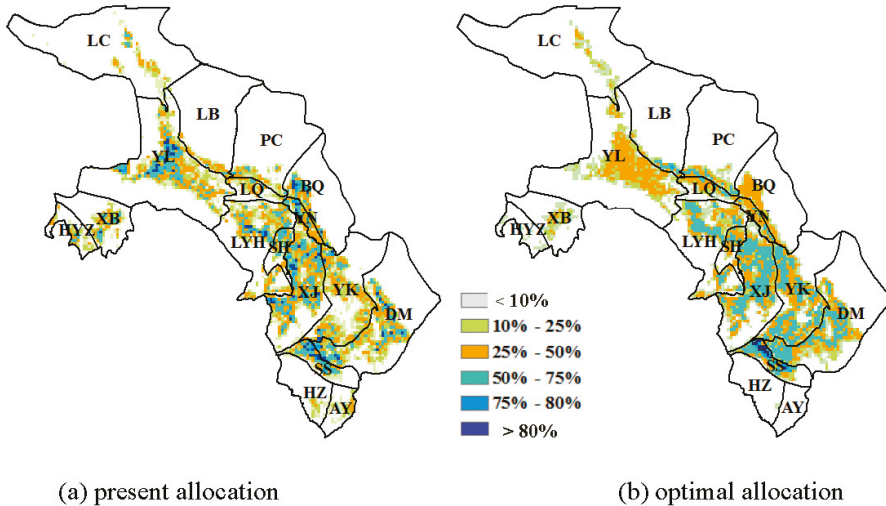 LC
LB
PC
YL
LQ
BQ
YN
XB
HYZ
LYH
SH
XJ
YK
DM
SS
HZ
AY
LC
LB
PC
YL
LQ
BQ
YN
XB
HYZ
LYH
SH
XJ
YK
DM
SS
HZ
AY
< 10%
10% - 25%
25% - 50%
50% - 75%
75% - 80%
> 80%
(a) present allocation
(b) optimal allocation